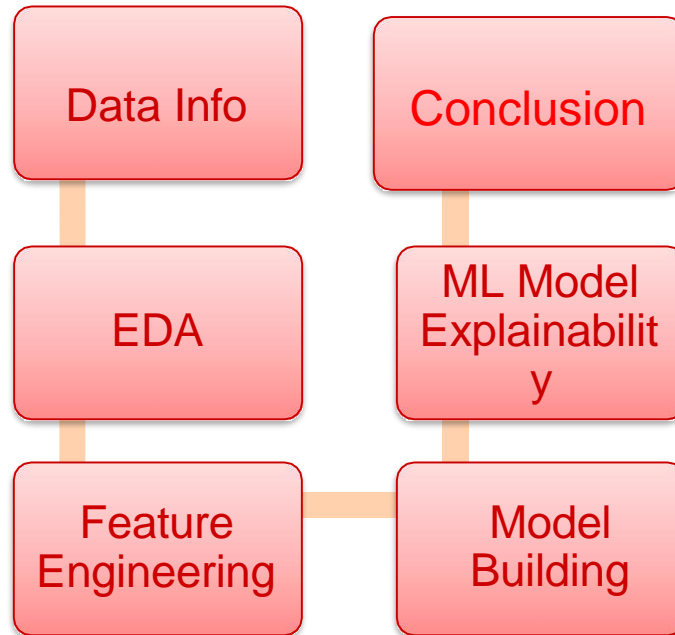 Data Info
EDA
Feature
Engineering
Model
Building
ML Model
Explainabilit
y
Conclusion